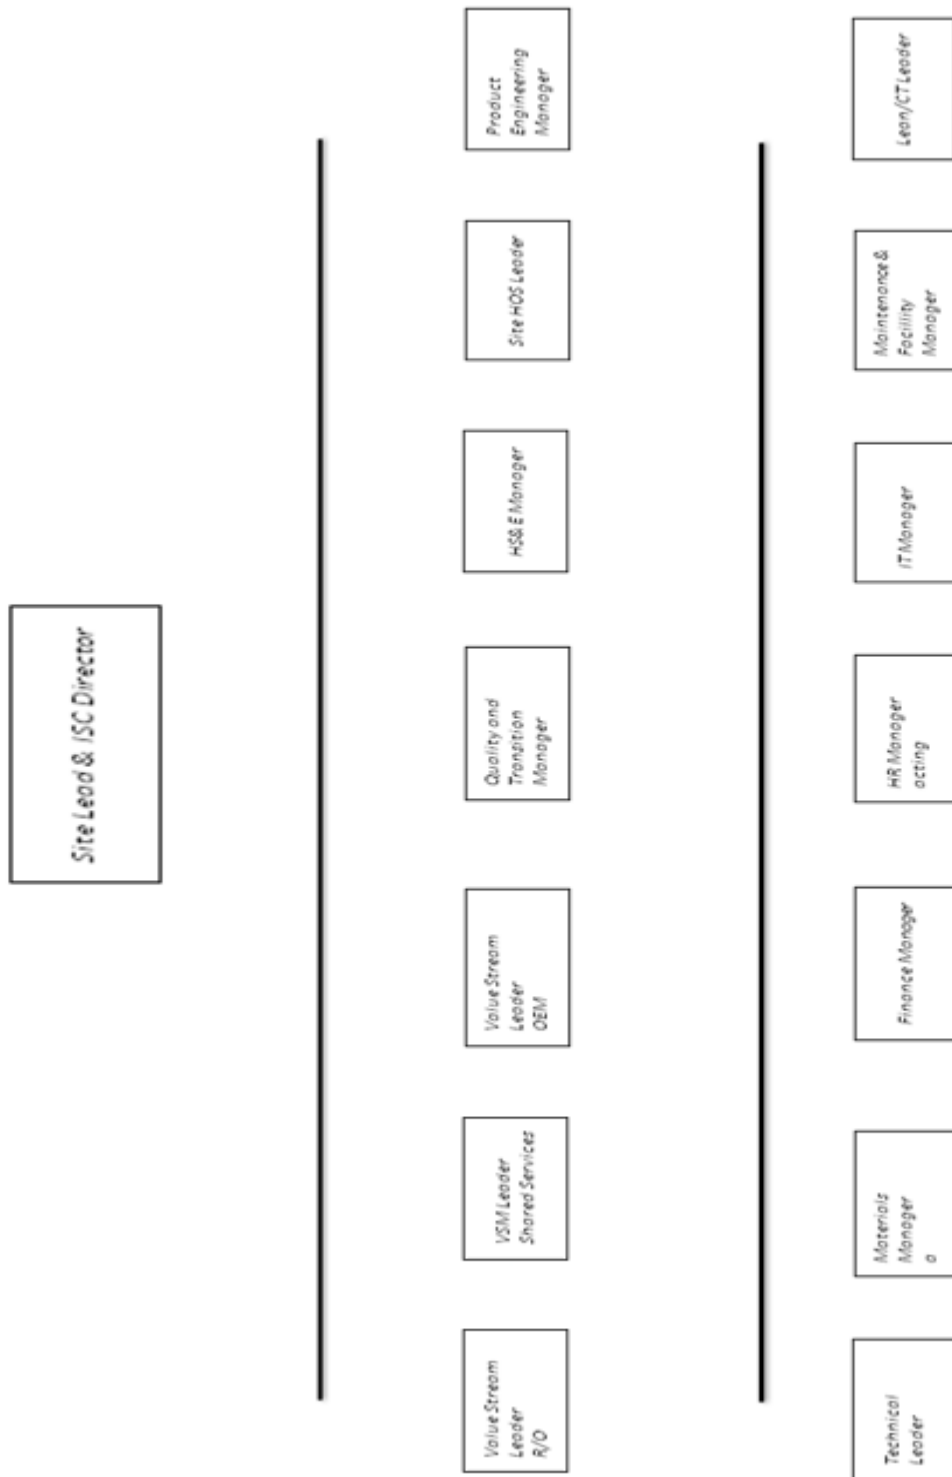 Site Lead & ISC Director
Value Stream
Leader
R/O
VSM Leader
Shared Services
Value Stream
Leader
OEM
Quality and
Transition
Manager
HS&E Manager
Site HOS Leader
Product
Engineering
Manager
Technical
Leader
Materials
Manager
a
Finance Manager
HR Manager
acting
IT Manager
Maintenance &
Facillity
Manager
Lean/CT Leader